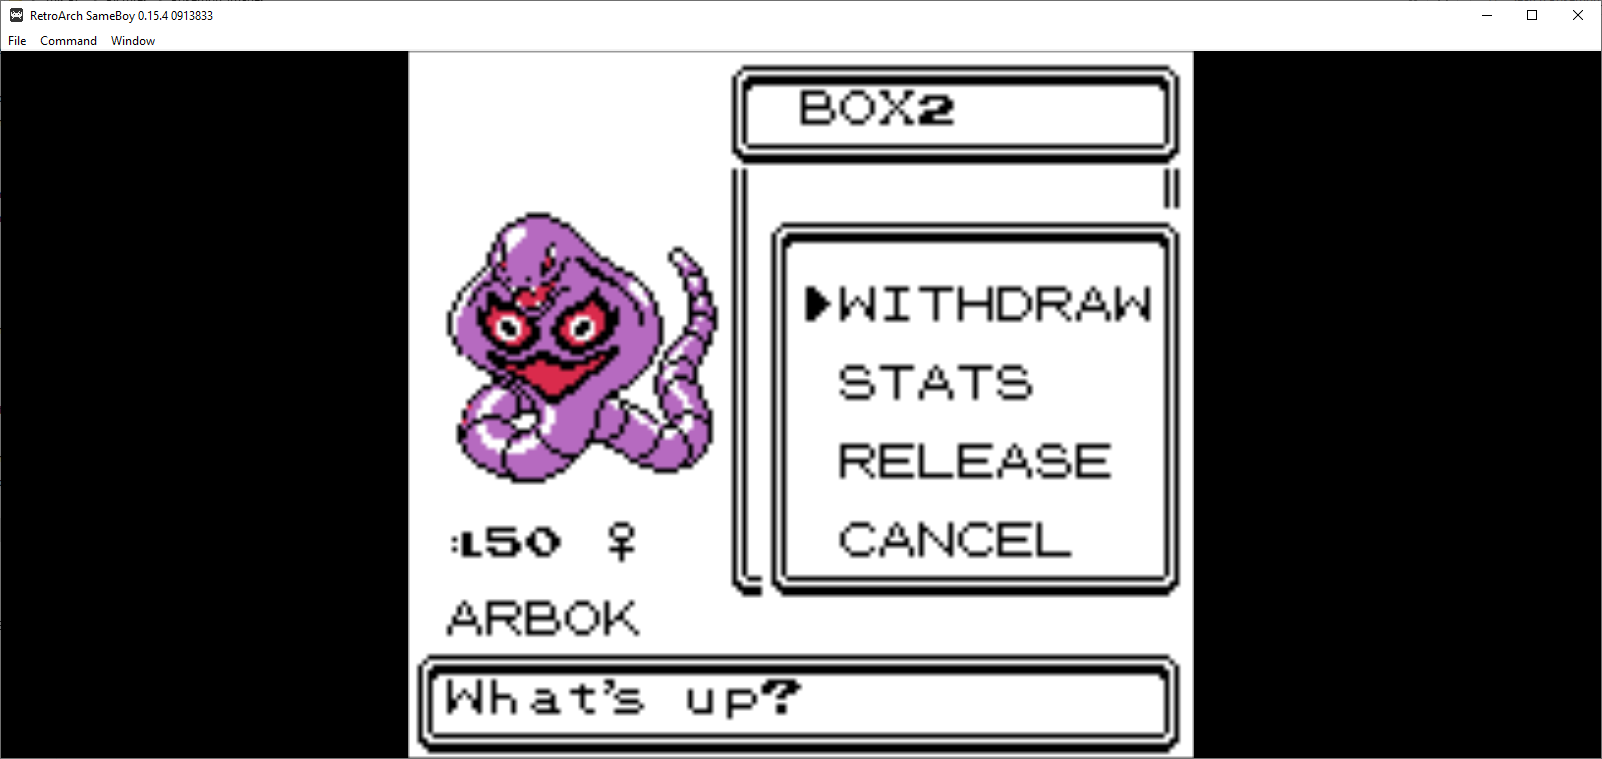 RetroArch SameBoy 0.15.4 0913833
File Command Window
BOX2
▶WITHDRAW
STATS
RELEASE
CANCEL
:L50 ♀
ARBOK
What's up?